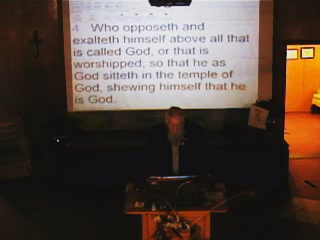 4 Who opposeth and
exalteth himself above all that
is called God, or that is
worshipped; so that he as
God sitteth in the temple of
God, shewing himself that he
is God.